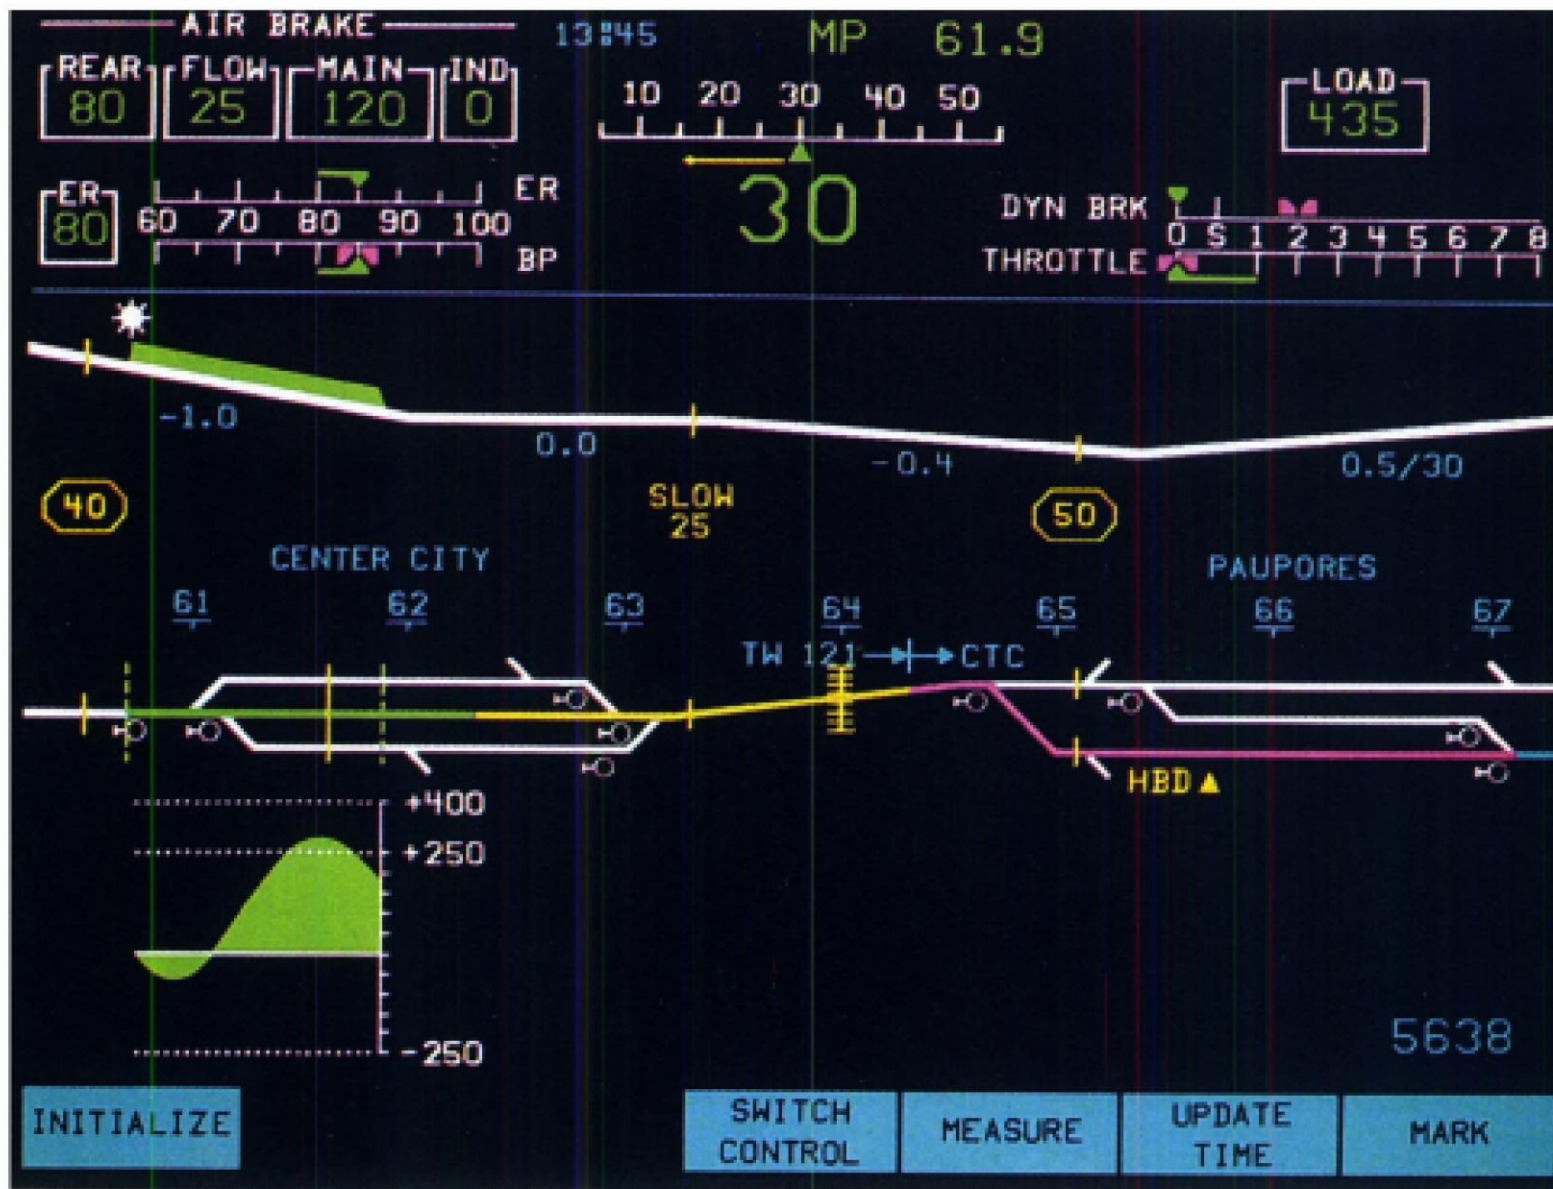 AIR BRAKE
13:45
MP 61.9
REAR FLOW MAIN IND
80 25 120 0
10 20 30 40 50
LOAD
435
30
ER
80
ER
60 70 80 90 100
BP
DYN BRK
0 S 1 2 3 4 5 6 7 8
THROTTLE
-1.0
0.0
-0.4
0.5/30
40
SLOW
25
50
CENTER CITY
PAUPORES
61 62 63 64 65 66 67
TW 121
CTC
HBD
+400
+250
-250
5638
INITIALIZE
SWITCH
CONTROL
MEASURE
UPDATE
TIME
MARK